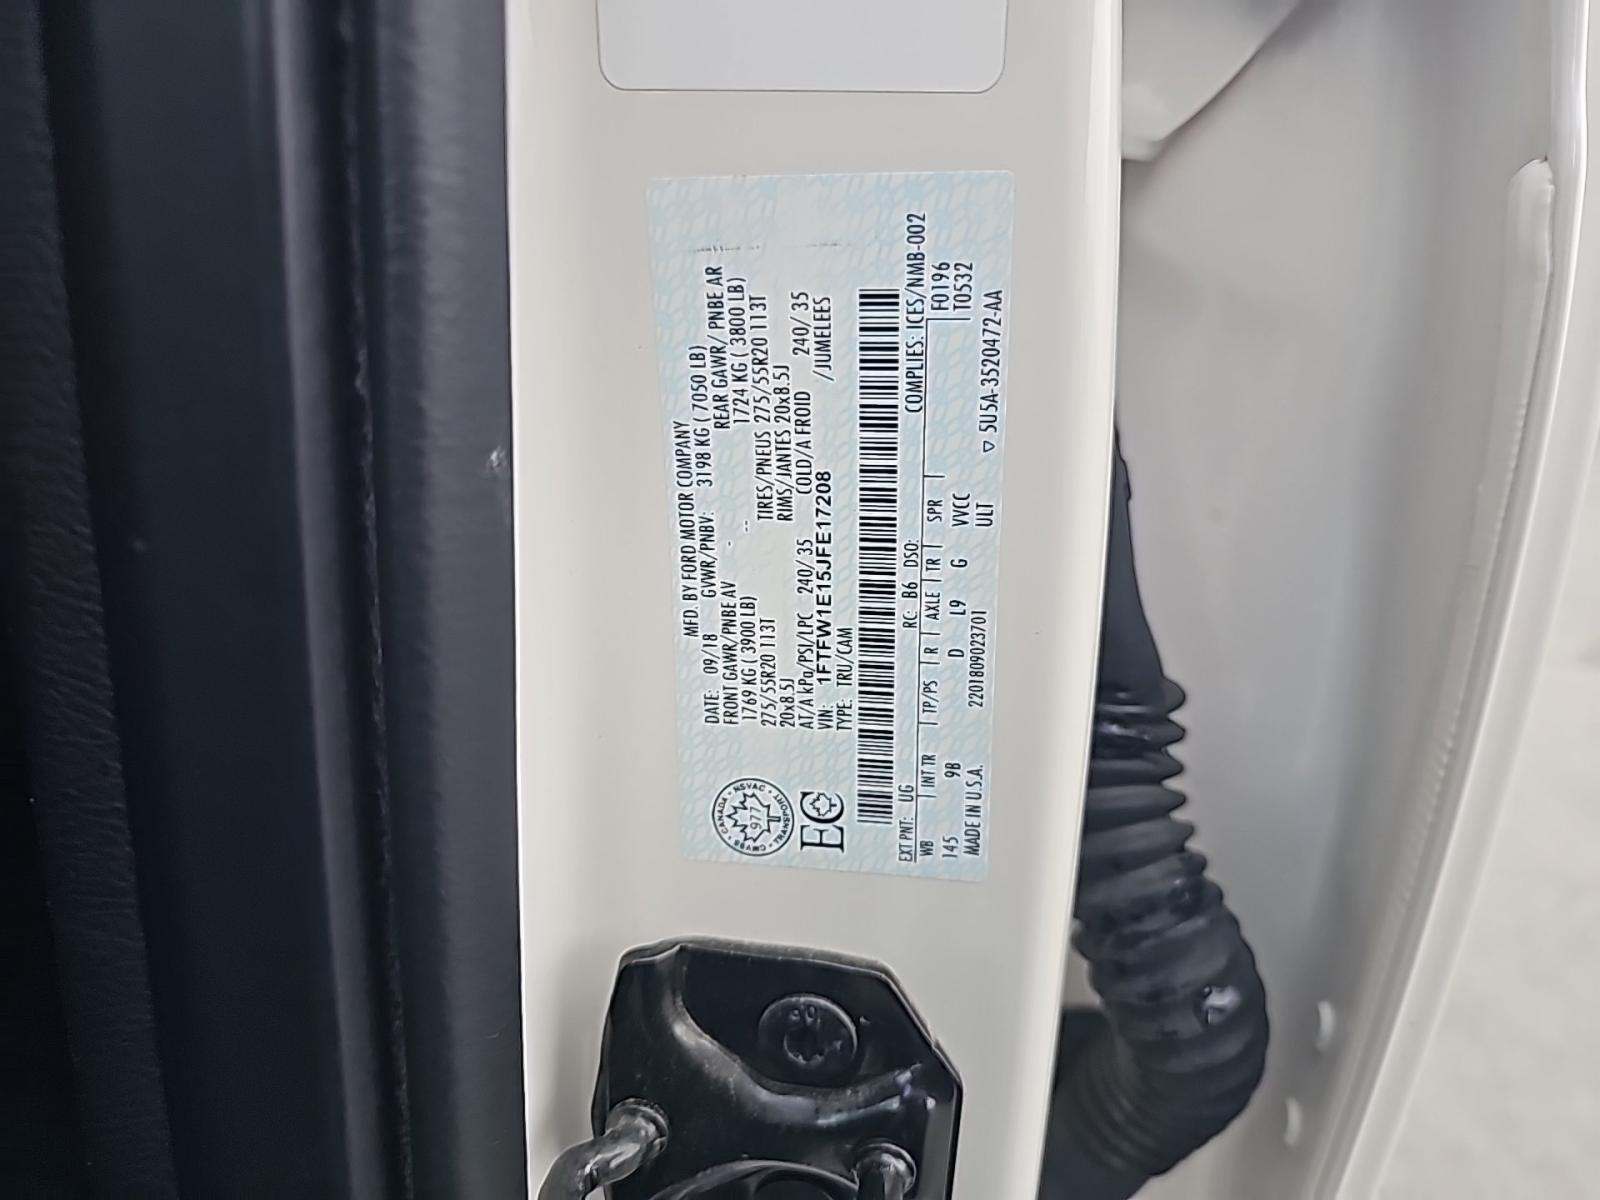 MFD. BY FORD MOTOR COMPANY
DATE: 09/18 GVWR/PNBV: 3198 KG ( 7050 LB)
FRONT GAWR/PNBE AV REAR GAWR/ PNBE AR
1769 KG ( 3900 LB) - -- 1724 KG ( 3800 LB)
275/55R20 113T TIRES/PNEUS 275/55R20 113T
20x8.5J RIMS/JANTES 20x8.5J
AT/A kPa/PSI/LPC 240/ 35 COLD/A FROID 240/ 35
VIN: 1FTFW1E15JFE17208 /JUMELEES
TYPE: TRU/CAM
CANADA · NSVAC · TRANSPORT · CMVSS
977
EC
EXT PNT: UG RC: B6 DSO: COMPLIES: ICES/NMB-002
WB INT TR TP/PS R AXLE TR SPR F0196
145 9B D L9 G VVCC T0532
MADE IN U.S.A. 2201809023701 ULT ▽ 5U5A-3520472-AA